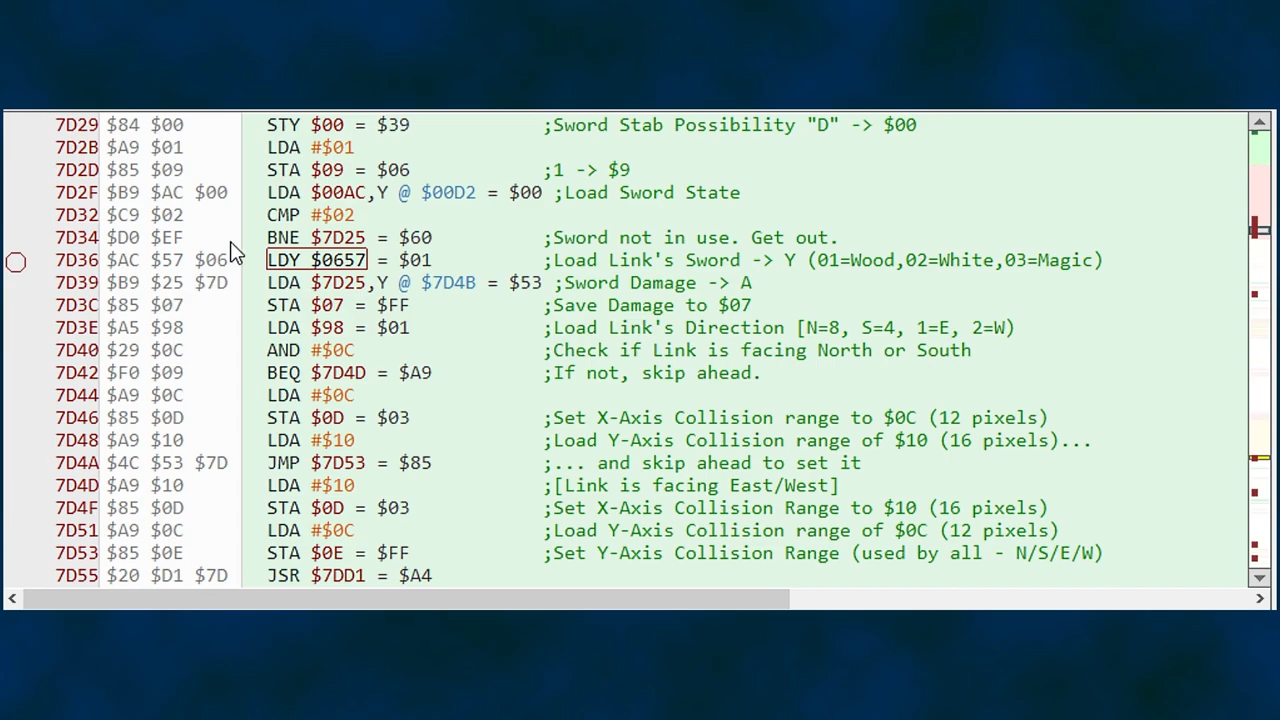 7D29 $84 $00 STY $00 = $39 ;Sword Stab Possibility "D" -> $00
7D2B $A9 $01 LDA #$01
7D2D $85 $09 STA $09 = $06 ;1 -> $9
7D2F $B9 $AC $00 LDA $00AC,Y @ $00D2 = $00 ;Load Sword State
7D32 $C9 $02 CMP #$02
7D34 $D0 $EF BNE $7D25 = $60 ;Sword not in use. Get out.
7D36 $AC $57 $06 LDY $0657 = $01 ;Load Link's Sword -> Y (01=Wood,02=White,03=Magic)
7D39 $B9 $25 $7D LDA $7D25,Y @ $7D4B = $53 ;Sword Damage -> A
7D3C $85 $07 STA $07 = $FF ;Save Damage to $07
7D3E $A5 $98 LDA $98 = $01 ;Load Link's Direction [N=8, S=4, 1=E, 2=W)
7D40 $29 $0C AND #$0C ;Check if Link is facing North or South
7D42 $F0 $09 BEQ $7D4D = $A9 ;If not, skip ahead.
7D44 $A9 $0C LDA #$0C
7D46 $85 $0D STA $0D = $03 ;Set X-Axis Collision range to $0C (12 pixels)
7D48 $A9 $10 LDA #$10 ;Load Y-Axis Collision range of $10 (16 pixels)...
7D4A $4C $53 $7D JMP $7D53 = $85 ;... and skip ahead to set it
7D4D $A9 $10 LDA #$10 ;[Link is facing East/West]
7D4F $85 $0D STA $0D = $03 ;Set X-Axis Collision Range to $10 (16 pixels)
7D51 $A9 $0C LDA #$0C ;Load Y-Axis Collision range of $0C (12 pixels)
7D53 $85 $0E STA $0E = $FF ;Set Y-Axis Collision Range (used by all - N/S/E/W)
7D55 $20 $D1 $7D JSR $7DD1 = $A4